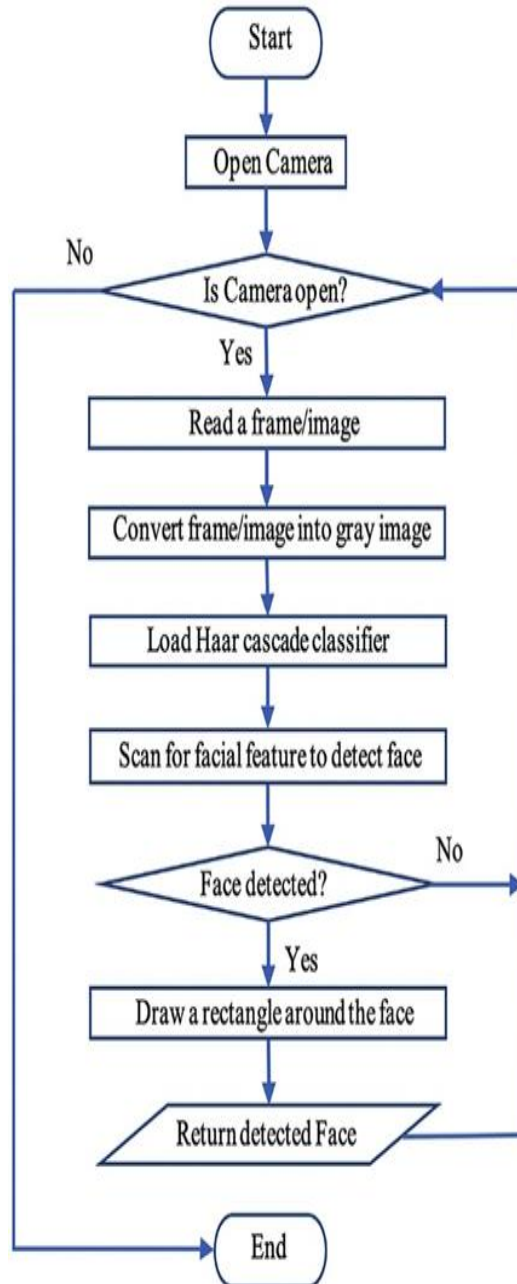 Start
Open Camera
No
Is Camera open?
Yes
Read a frame/image
Convert frame/image into gray image
Load Haar cascade classifier
Scan for facial feature to detect face
No
Face detected?
Yes
Draw a rectangle around the face
Return detected Face
End